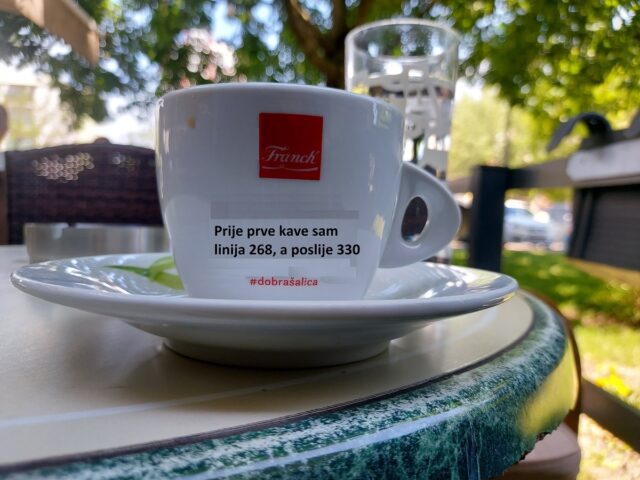 Franck
Prije prve kave sam
linija 268, a poslije 330
#dobrašalica